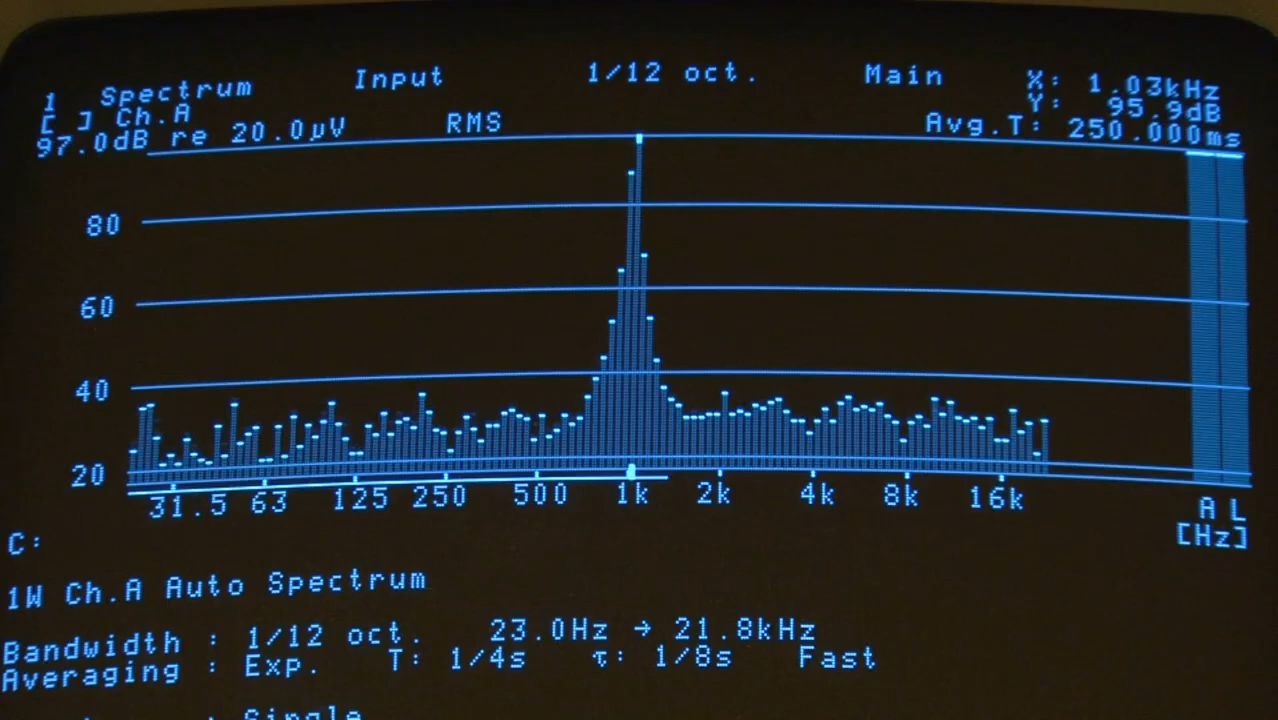 1 Spectrum Input 1/12 oct. Main X: 1.03kHz
[ ] Ch.A Y: 95.9dB
97.0dB re 20.0µV RMS Avg.T: 250.000ms
80
60
40
20
31.5 63 125 250 500 1k 2k 4k 8k 16k A L
[Hz]
C:
1W Ch.A Auto Spectrum
Bandwidth : 1/12 oct. 23.0Hz → 21.8kHz
Averaging : Exp. T: 1/4s τ: 1/8s Fast
: Single